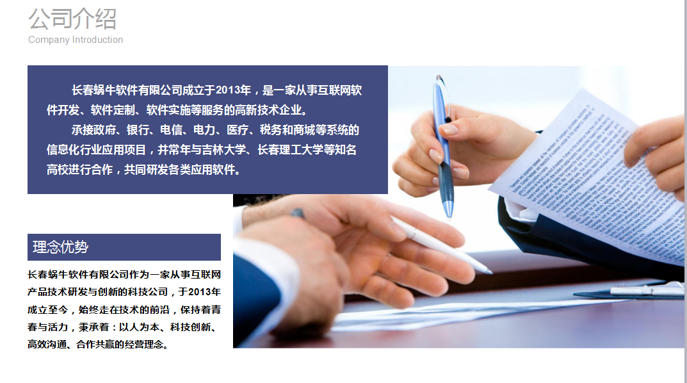 公司介绍
Company Introduction
长春蜗牛软件有限公司成立于2013年，是一家从事互联网软
件开发、软件定制、软件实施等服务的高新技术企业。
承接政府、银行、电信、电力、医疗、税务和商城等系统的
信息化行业应用项目，并常年与吉林大学、长春理工大学等知名
高校进行合作，共同研发各类应用软件。
理念优势
长春蜗牛软件有限公司作为一家从事互联网
产品技术研发与创新的科技公司，于2013年
成立至今，始终走在技术的前沿，保持着青
春与活力，秉承着：以人为本、科技创新、
高效沟通、合作共赢的经营理念。